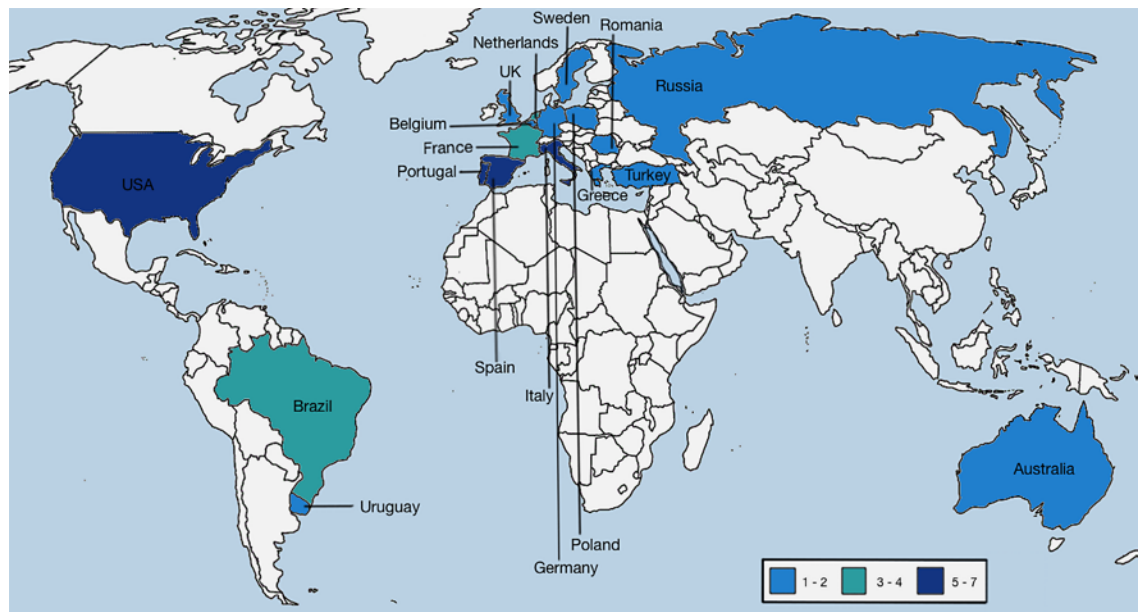 Sweden
Romania
Netherlands
UK
Russia
Belgium
France
Portugal
USA
Turkey
Greece
Spain
Italy
Brazil
Australia
Uruguay
Poland
Germany
1 - 2
3 - 4
5 - 7